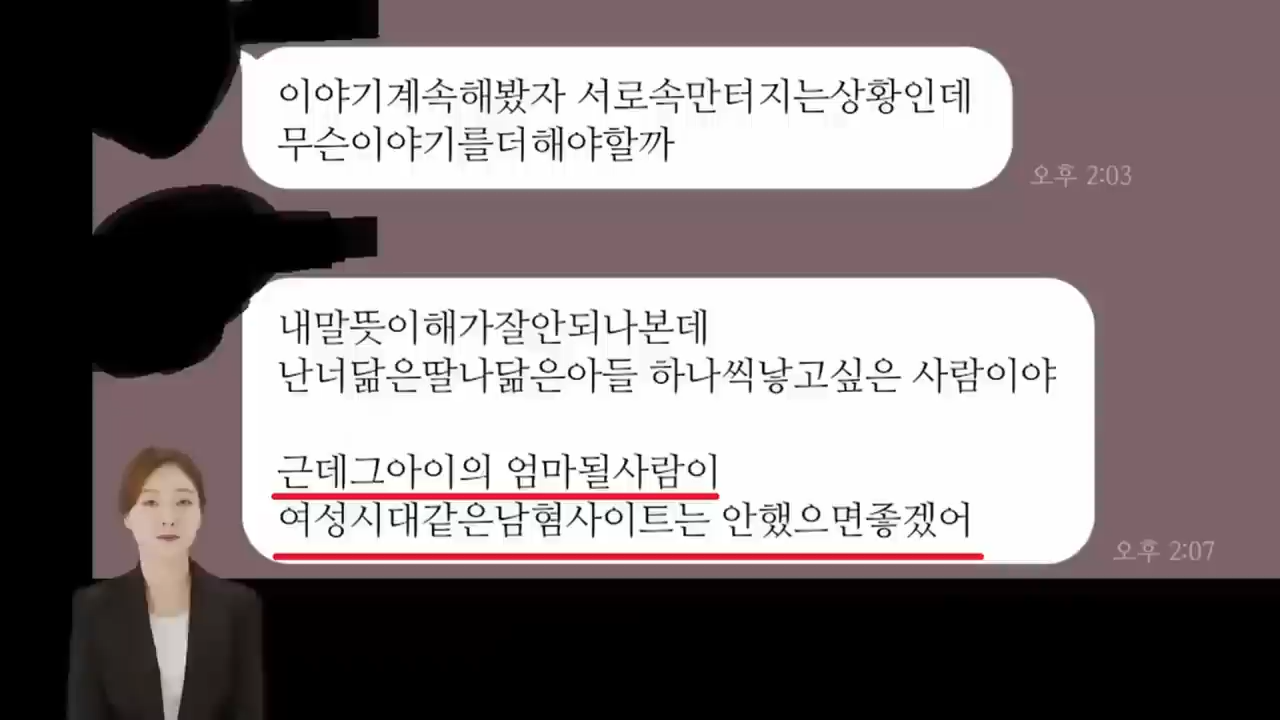 이야기계속해봤자 서로속만터지는상황인데
무슨이야기를더해야할까
오후 2:03
내말뜻이해가잘안되나본데
난너닮은딸나닮은아들 하나씩낳고싶은 사람이야
근데그아이의 엄마될사람이
여성시대같은남혐사이트는 안했으면좋겠어
오후 2:07